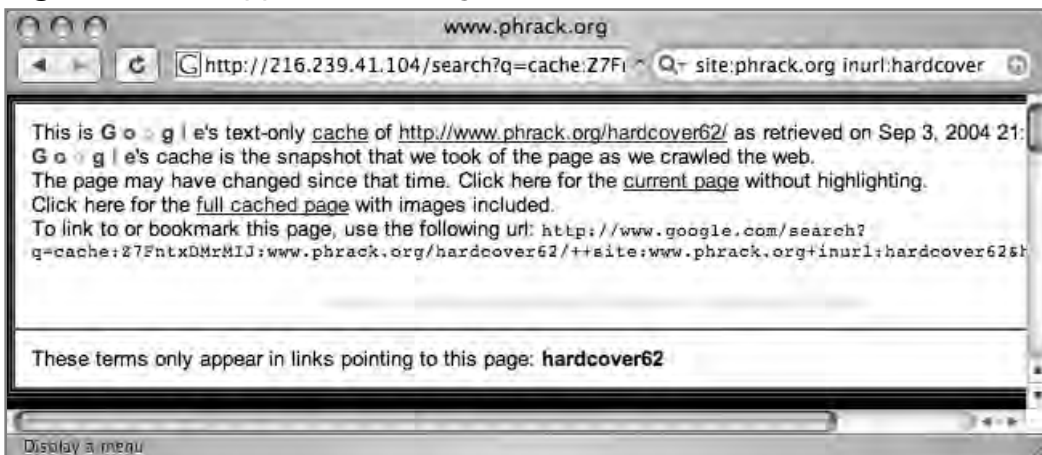 www.phrack.org
http://216.239.41.104/search?q=cache:Z7F
site:phrack.org inurl:hardcover
This is Google's text-only cache of http://www.phrack.org/hardcover62/ as retrieved on Sep 3, 2004 21:
Google's cache is the snapshot that we took of the page as we crawled the web.
The page may have changed since that time. Click here for the current page without highlighting.
Click here for the full cached page with images included.
To link to or bookmark this page, use the following url: http://www.google.com/search?
q=cache:Z7FntxDMrMIJ:www.phrack.org/hardcover62/++site:www.phrack.org+inurl:hardcover62&h
These terms only appear in links pointing to this page: hardcover62
Display a menu